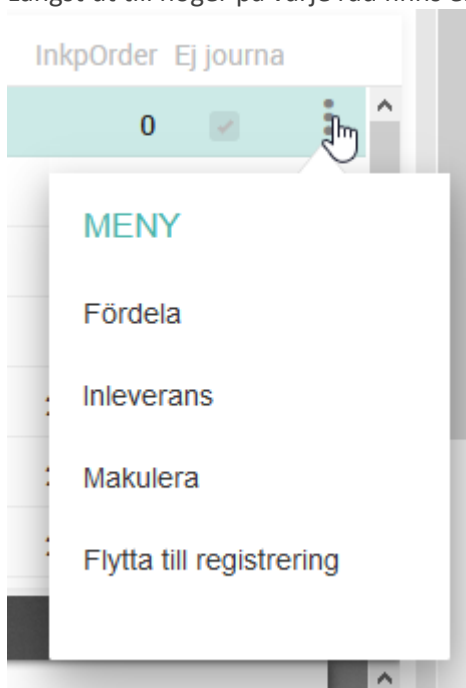 InkpOrder Ej journa
0
MENY
Fördela
Inleverans
Makulera
Flytta till registrering